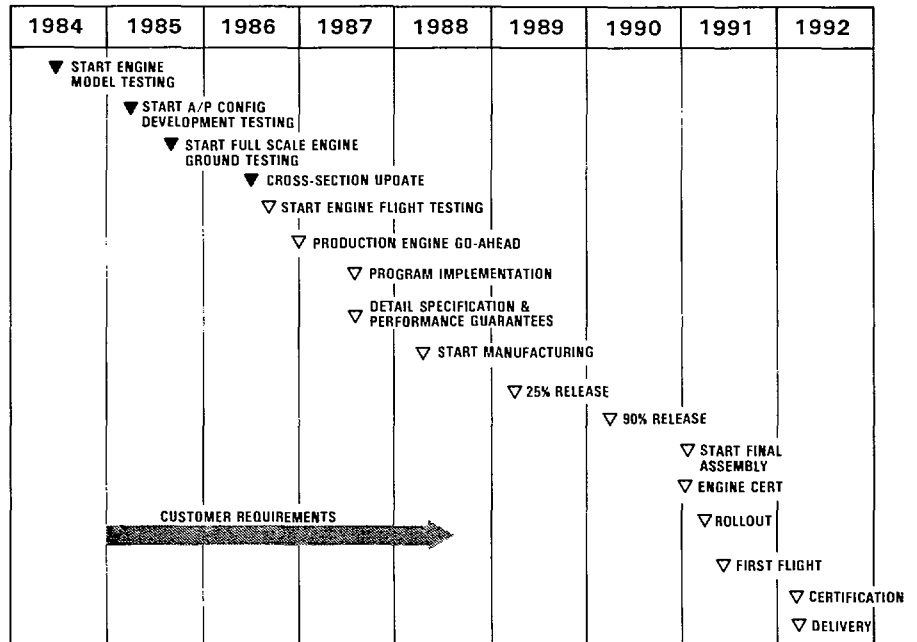 1984 1985 1986 1987 1988 1989 1990 1991 1992
START ENGINE
MODEL TESTING
START A/P CONFIG
DEVELOPMENT TESTING
START FULL SCALE ENGINE
GROUND TESTING
CROSS-SECTION UPDATE
START ENGINE FLIGHT TESTING
PRODUCTION ENGINE GO-AHEAD
PROGRAM IMPLEMENTATION
DETAIL SPECIFICATION &
PERFORMANCE GUARANTEES
START MANUFACTURING
25% RELEASE
90% RELEASE
START FINAL
ASSEMBLY
ENGINE CERT
CUSTOMER REQUIREMENTS
ROLLOUT
FIRST FLIGHT
CERTIFICATION
DELIVERY